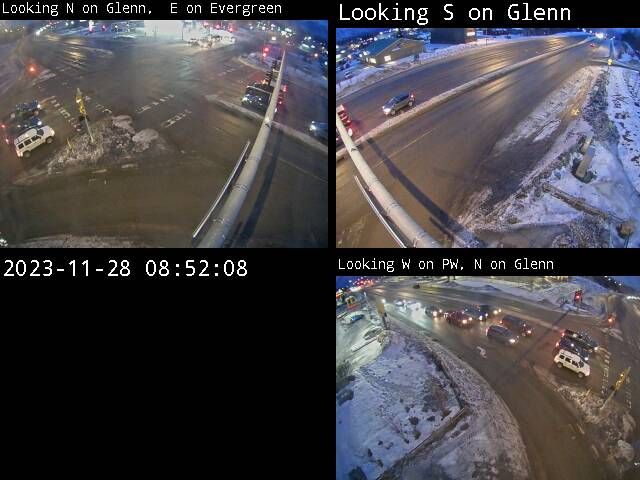 Looking N on Glenn,  E on Evergreen
Looking S on Glenn
2023-11-28 08:52:08
Looking W on PW, N on Glenn